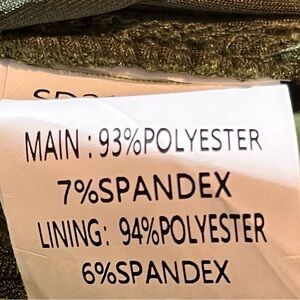 MAIN : 93%POLYESTER
7%SPANDEX
LINING: 94%POLYESTER
6%SPANDEX